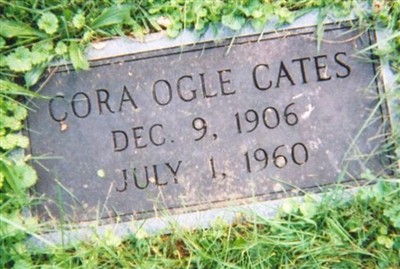 CORA OGLE CATES
DEC. 9, 1906
JULY 1, 1960